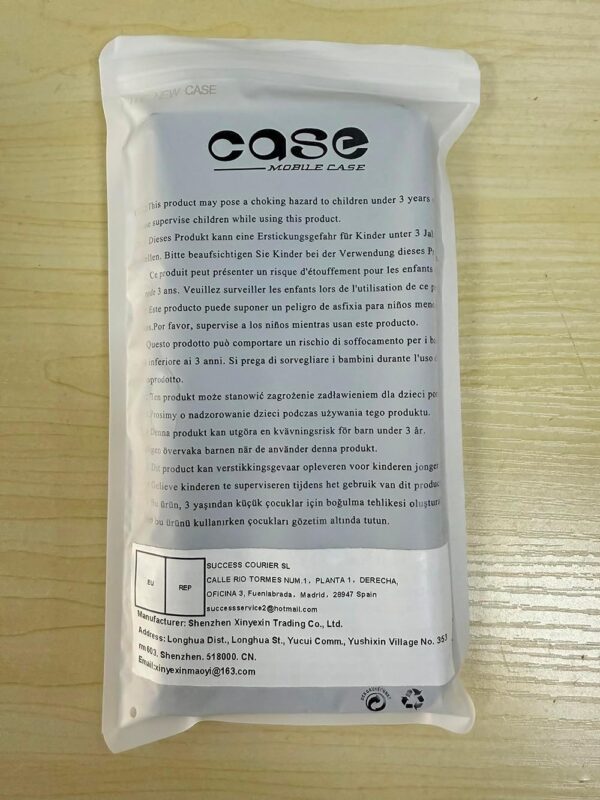 NEW CASE
case
MOBILE CASE
This product may pose a choking hazard to children under 3 years
supervise children while using this product.
Dieses Produkt kann eine Erstickungsgefahr für Kinder unter 3
Bitte beaufsichtigen Sie Kinder bei der Verwendung dieses
Ce produit peut présenter un risque d'étouffement pour les enfants
3 ans. Veuillez surveiller les enfants lors de l'utilisation de ce
Este producto puede suponer un peligro de asfixia para niños
Por favor, supervise a los niños mientras usan este producto.
Questo prodotto può comportare un rischio di soffocamento per i
inferiore ai 3 anni. Si prega di sorvegliare i bambini durante l'uso
Ten produkt może stanowić zagrożenie zadławieniem dla dzieci
Prosimy o nadzorowanie dzieci podczas używania tego produktu.
Denna produkt kan utgöra en kvävningsrisk för barn under 3 år.
övervaka barnen när de använder denna produkt.
Dit product kan verstikkingsgevaar opleveren voor kinderen jonger
Gelieve kinderen te superviseren tijdens het gebruik van dit
ürün, 3 yaşından küçük çocuklar için boğulma tehlikesi
bu ürünü kullanırken çocukları gözetim altında tutun.
EU REP
SUCCESS COURIER SL
CALLE RIO TORMES NUM.1, PLANTA 1, DERECHA,
OFICINA 3, Fuenlabrada, Madrid, 28947 Spain
successservice2@hotmail.com
Manufacturer: Shenzhen Xinyexin Trading Co., Ltd.
Address: Longhua Dist., Longhua St., Yucui Comm., Yushixin Village No. 353
rm603, Shenzhen, 518000, CN.
Email:xinyexinmaoyi@163.com